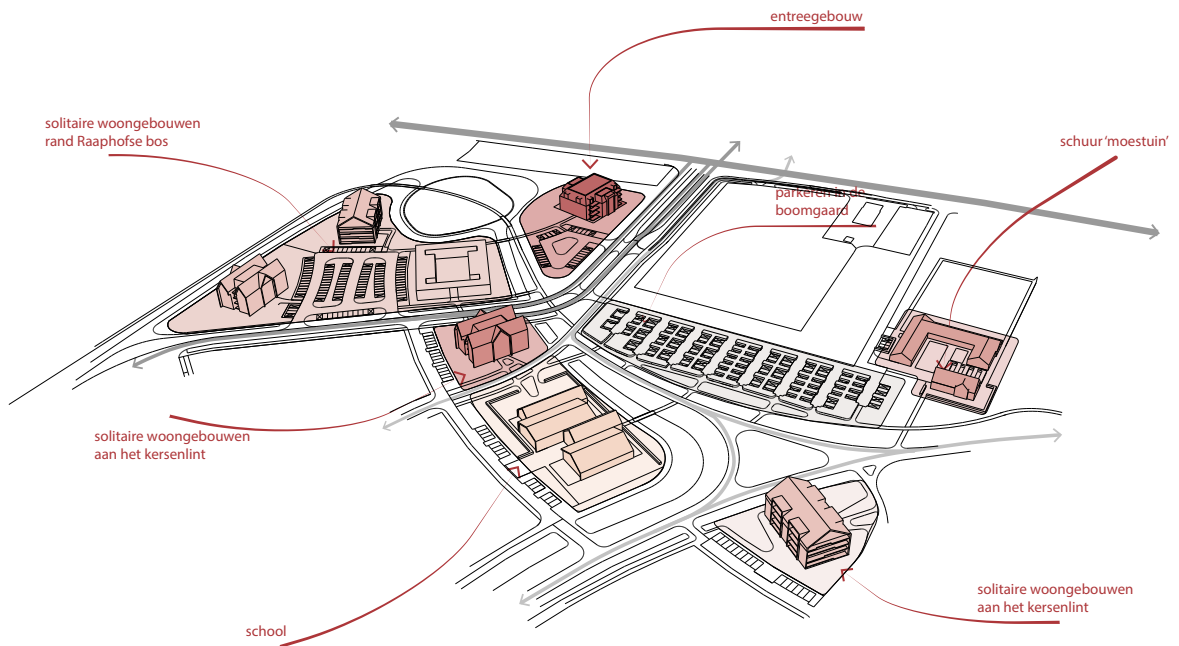 entreegebouw
solitaire woongebouwen
rand Raaphofse bos
schuur ‘moestuin’
parkeren in de
boomgaard
solitaire woongebouwen
aan het kersenlint
solitaire woongebouwen
aan het kersenlint
school